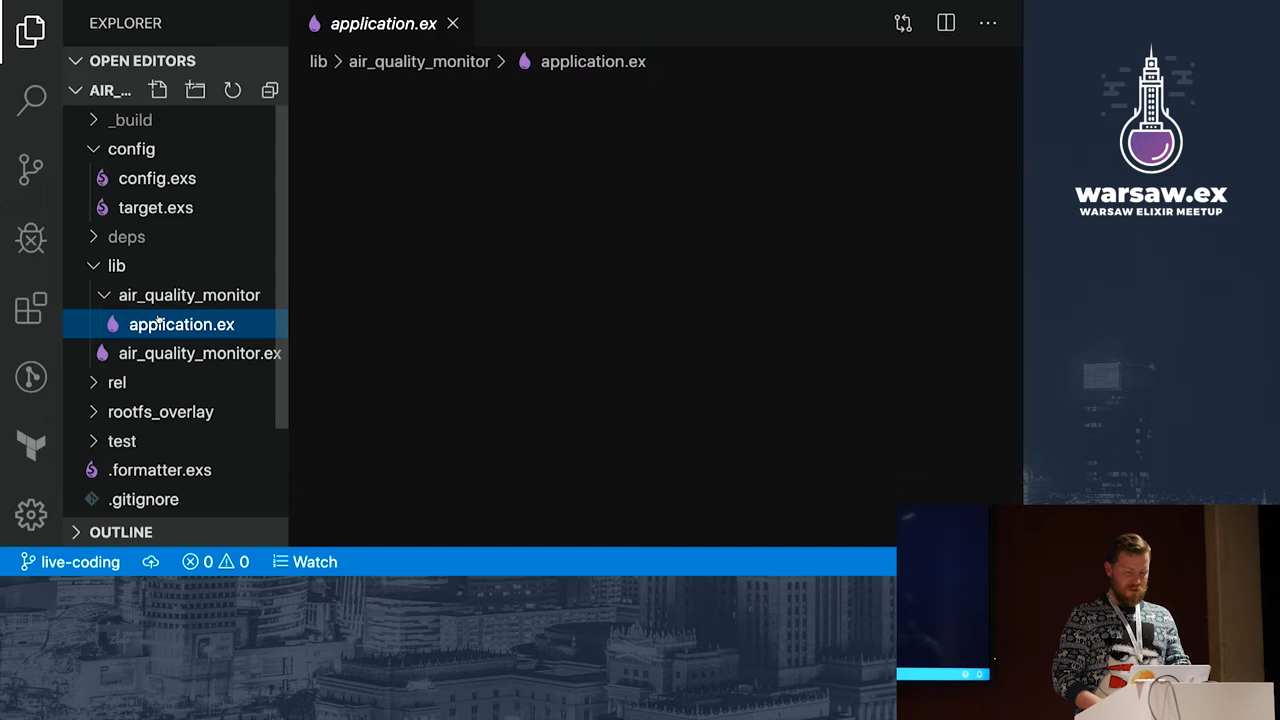 EXPLORER
OPEN EDITORS
AIR_...
_build
config
config.exs
target.exs
deps
lib
air_quality_monitor
application.ex
air_quality_monitor.ex
rel
rootfs_overlay
test
.formatter.exs
.gitignore
OUTLINE
application.ex
lib > air_quality_monitor > application.ex
live-coding 0 0 Watch
warsaw.ex
WARSAW ELIXIR MEETUP